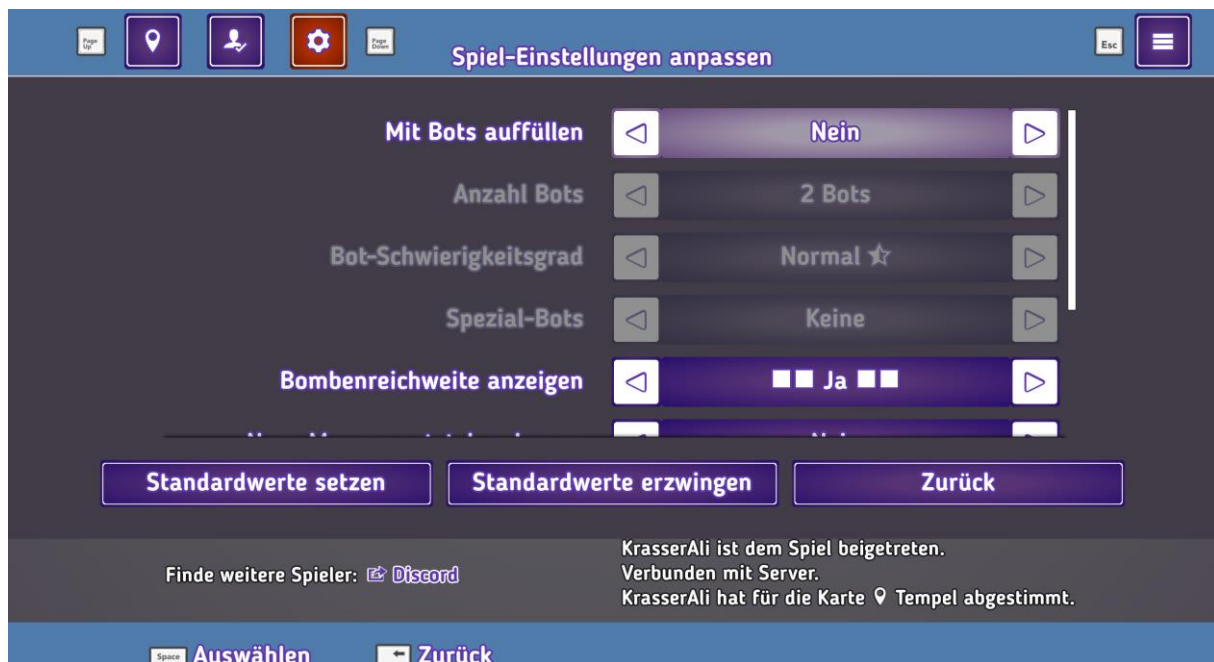 Page Up
Page Down
Spiel-Einstellungen anpassen
Esc
Mit Bots auffüllen
Nein
Anzahl Bots
2 Bots
Bot-Schwierigkeitsgrad
Normal
Spezial-Bots
Keine
Bombenreichweite anzeigen
Ja
Standardwerte setzen
Standardwerte erzwingen
Zurück
KrasserAli ist dem Spiel beigetreten.
Finde weitere Spieler: Discord
Verbunden mit Server.
KrasserAli hat für die Karte Tempel abgestimmt.
Space Auswählen
Zurück